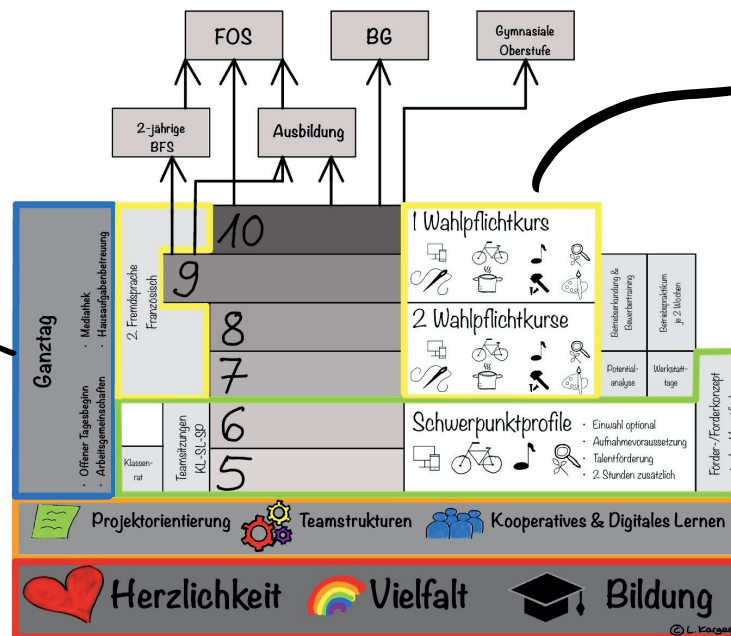 FOS
BG
Gymnasiale
Oberstufe
2-jährige
BFS
Ausbildung
Ganztag
· Mediathek
· Hausaufgabenbetreuung
· Offener Tagesbeginn
· Arbeitsgemeinschaften
2. Fremdsprache
Französisch
10
9
8
7
6
5
1 Wahlpflichtkurs
2 Wahlpflichtkurse
Betriebserkundung &
Bewerbertraining
Betriebspraktikum
je 2 Wochen
Potential-
analyse
Werkstatt-
tage
Klassen-
rat
Teamsitzungen
KL-SL-SP
Schwerpunktprofile
· Einwahl optional
· Aufnahmevoraussetzung
· Talentförderung
· 2 Stunden zusätzlich
Förder-/Forderkonzept
Projektorientierung
Teamstrukturen
Kooperatives & Digitales Lernen
Herzlichkeit
Vielfalt
Bildung